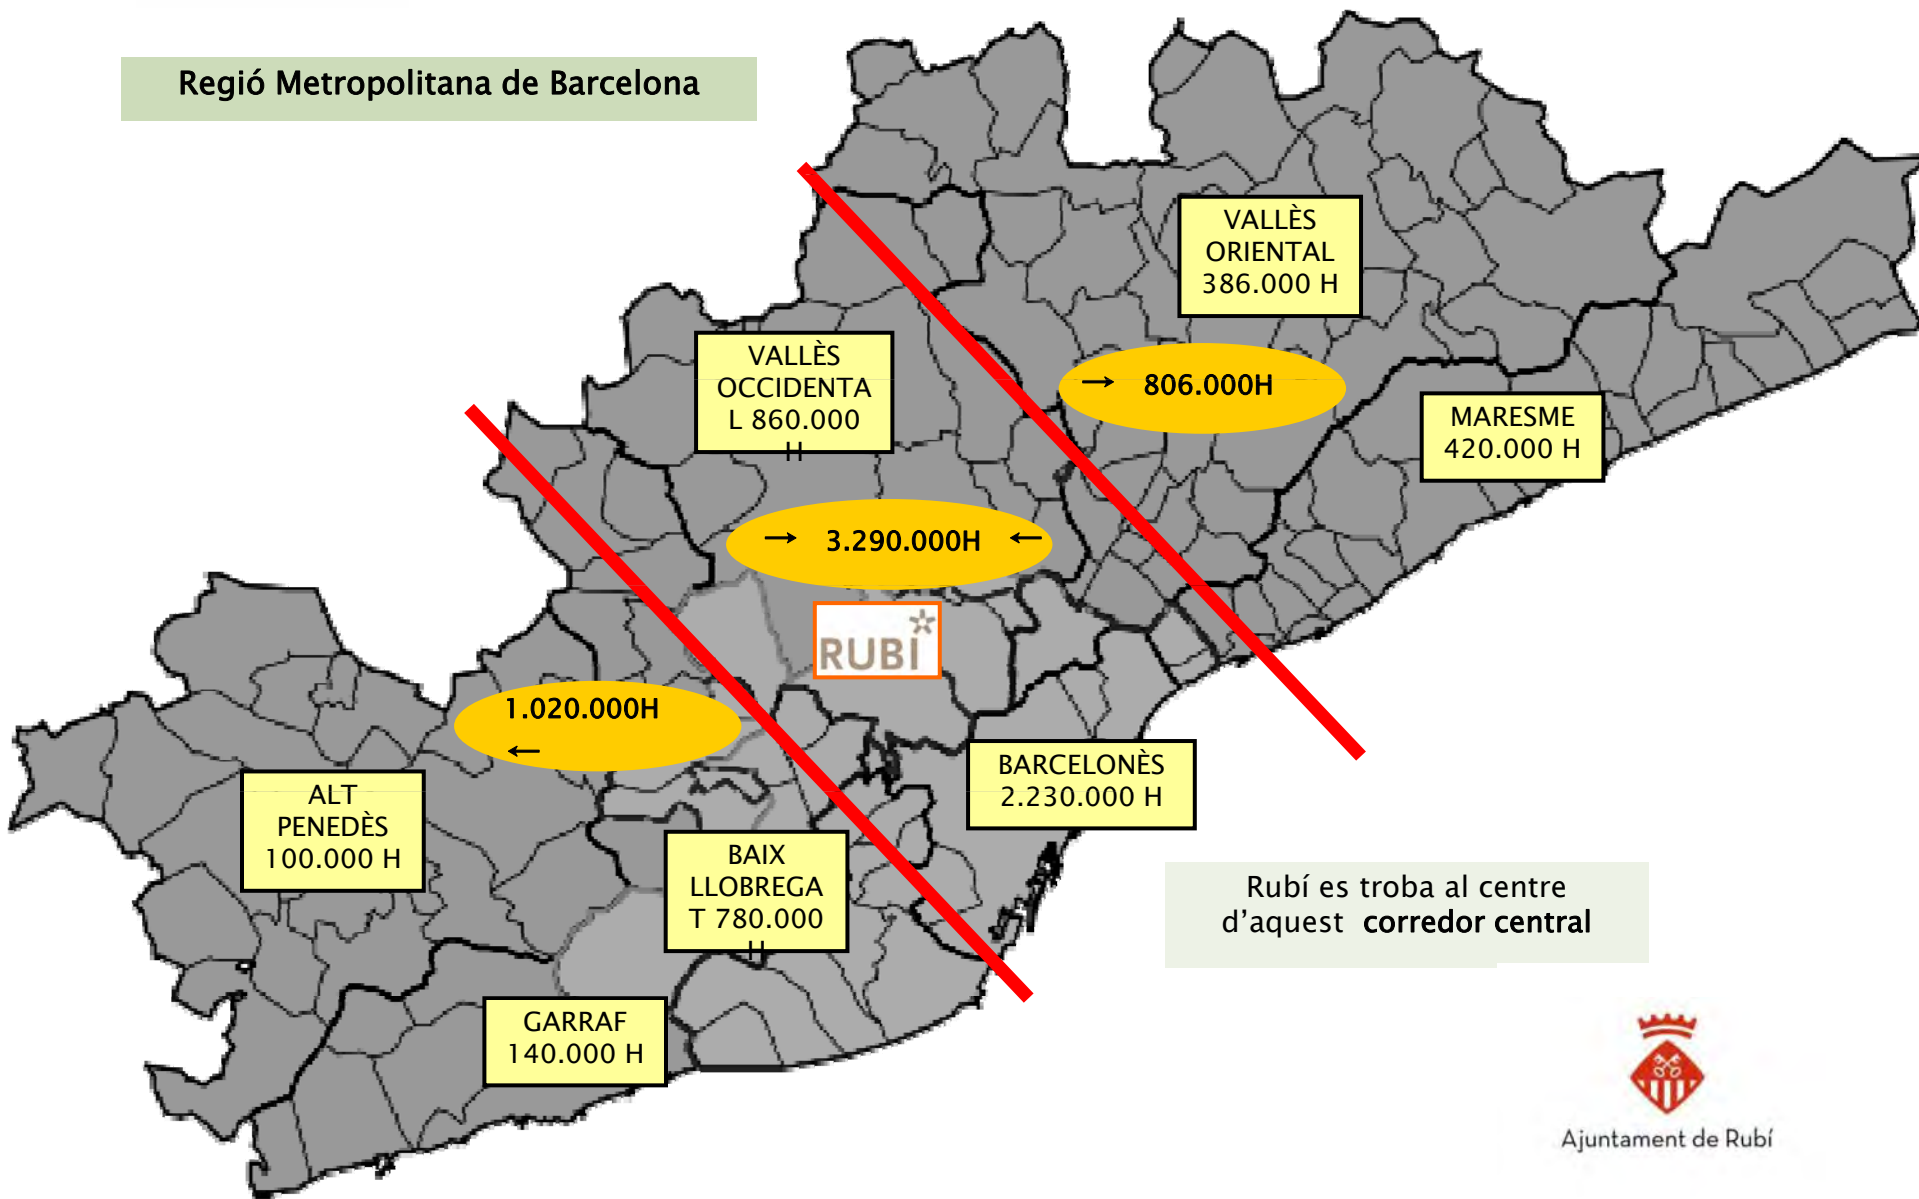 Regió Metropolitana de Barcelona
VALLÈS
ORIENTAL
386.000 H
VALLÈS
OCCIDENTA
L 860.000
H
→ 806.000H
MARESME
420.000 H
→ 3.290.000H ←
RUBÍ
1.020.000H
←
BARCELONÈS
2.230.000 H
ALT
PENEDÈS
100.000 H
BAIX
LLOBREGA
T 780.000
H
Rubí es troba al centre
d’aquest corredor central
GARRAF
140.000 H
Ajuntament de Rubí